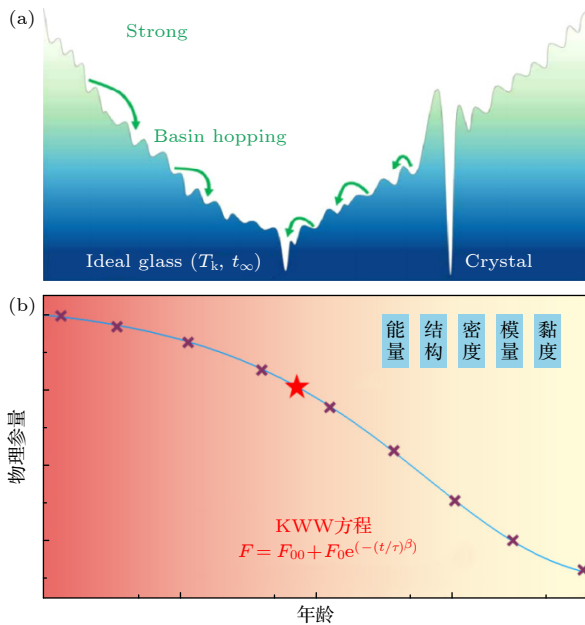 (a)
Strong
Basin hopping
Ideal glass (Tk, t∞)
Crystal
(b)
能量 结构 密度 模量 黏度
物理参量
KWW方程
F = F00 + F0e(−(t/τ)β)
年龄